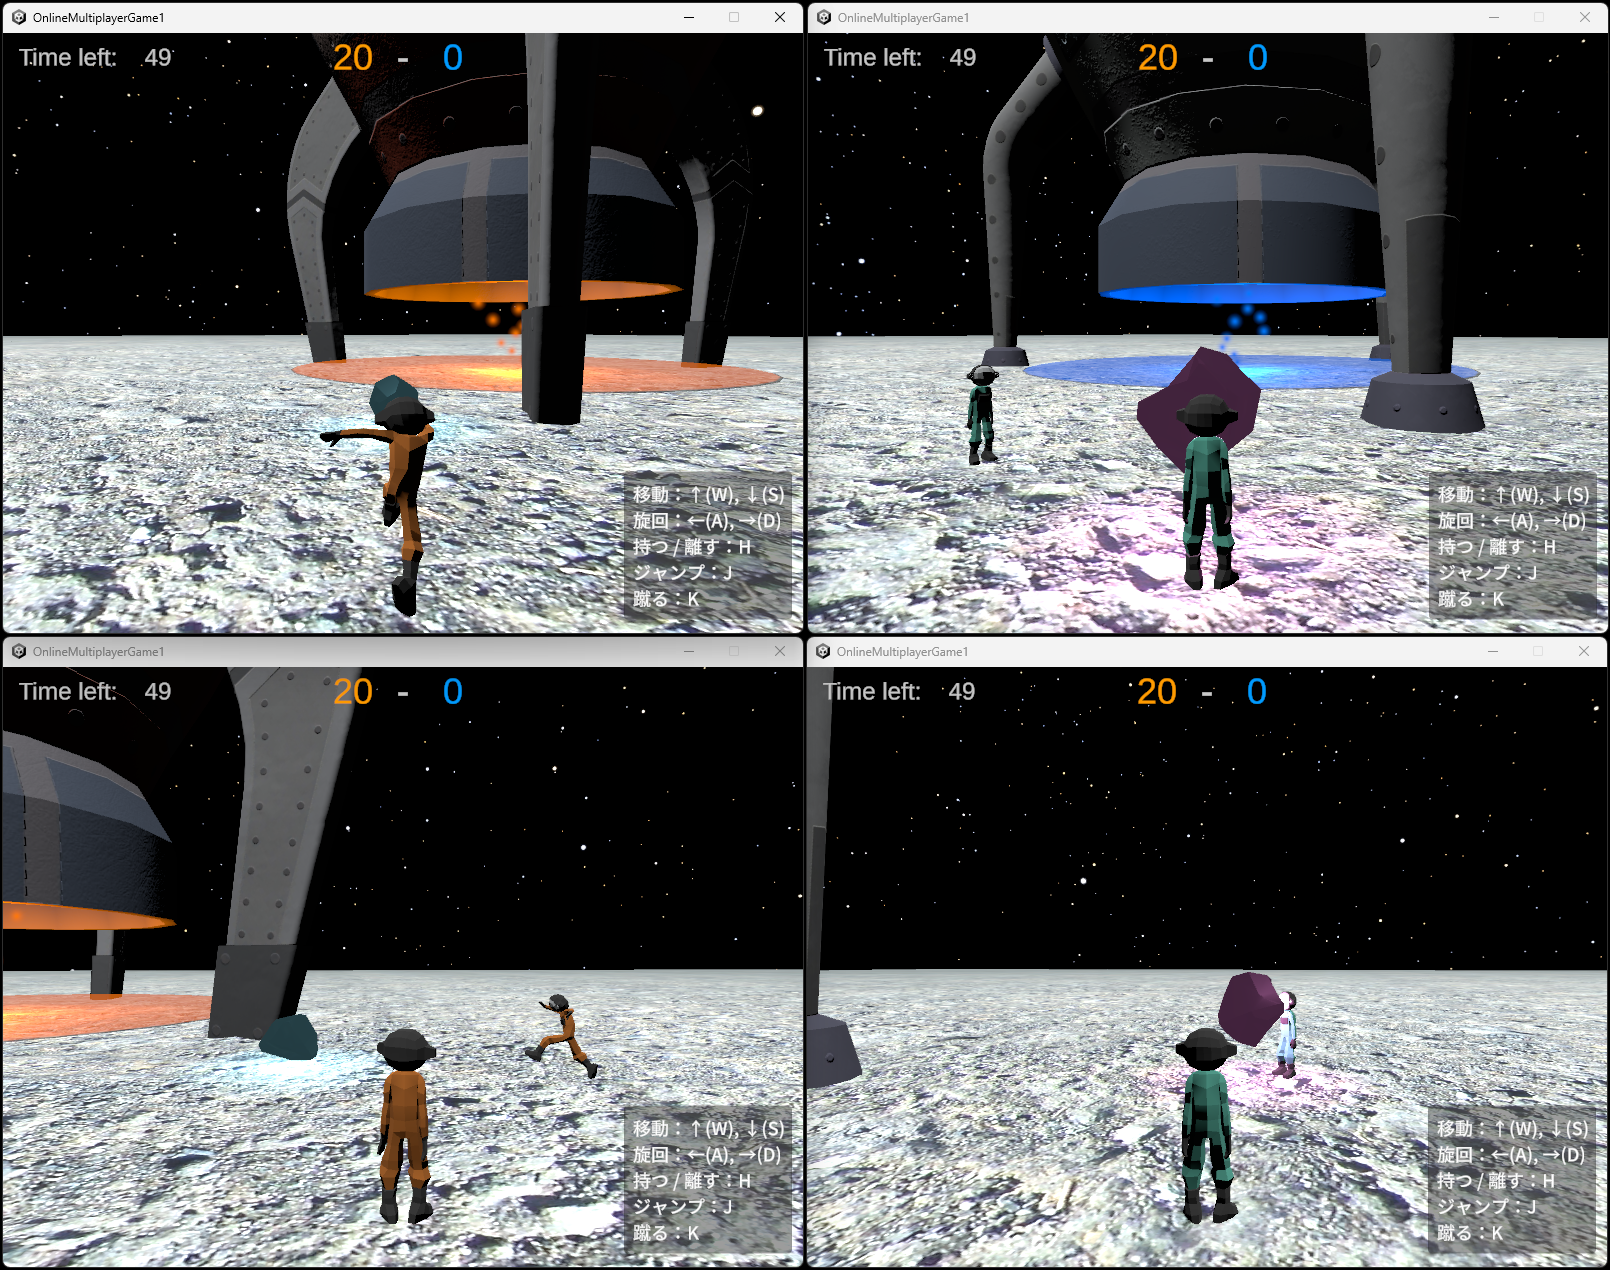 OnlineMultiplayerGame1
Time left: 49
20 - 0
移動：↑(W), ↓(S)
旋回：←(A), →(D)
持つ / 離す：H
ジャンプ：J
蹴る：K
OnlineMultiplayerGame1
Time left: 49
20 - 0
移動：↑(W), ↓(S)
旋回：←(A), →(D)
持つ / 離す：H
ジャンプ：J
蹴る：K
OnlineMultiplayerGame1
Time left: 49
20 - 0
移動：↑(W), ↓(S)
旋回：←(A), →(D)
持つ / 離す：H
ジャンプ：J
蹴る：K
OnlineMultiplayerGame1
Time left: 49
20 - 0
移動：↑(W), ↓(S)
旋回：←(A), →(D)
持つ / 離す：H
ジャンプ：J
蹴る：K